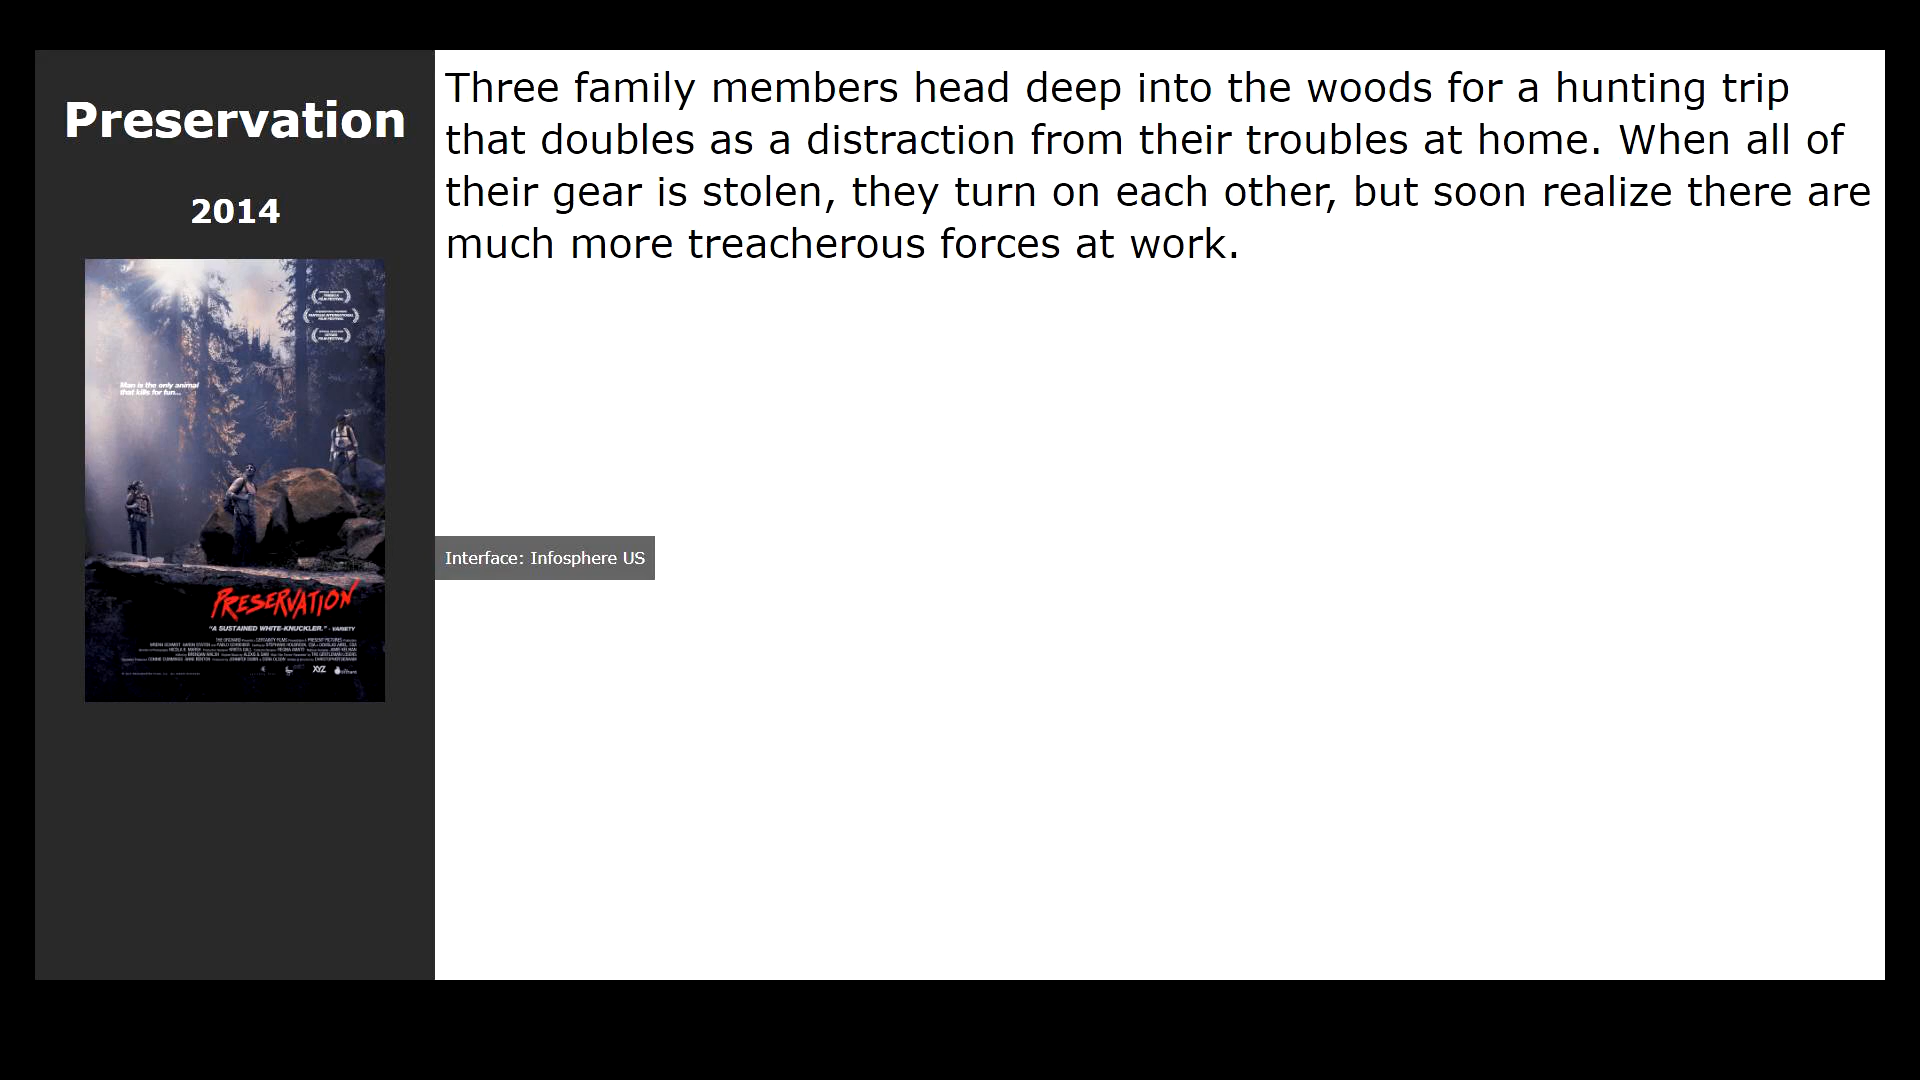 Preservation
2014
Man is the only animal
that kills for fun...
PRESERVATION
"A SUSTAINED WHITE-KNUCKLER." - VARIETY
XYZ
Three family members head deep into the woods for a hunting trip
that doubles as a distraction from their troubles at home. When all of
their gear is stolen, they turn on each other, but soon realize there are
much more treacherous forces at work.
Interface: Infosphere US